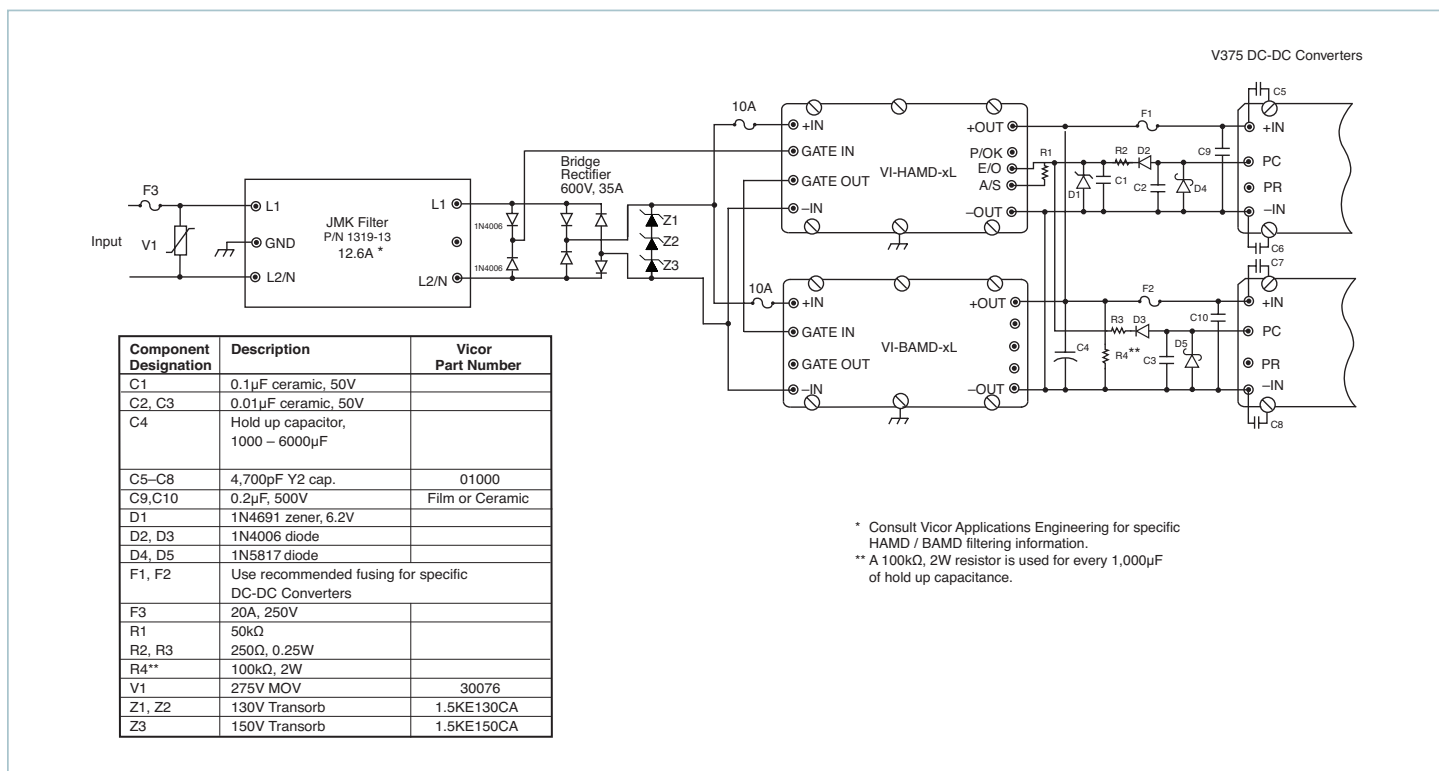 V375 DC-DC Converters
F3
Input
V1
L1
GND
L2/N
JMK Filter
P/N 1319-13
12.6A *
L1
L2/N
1N4006
1N4006
Bridge
Rectifier
600V, 35A
Z1
Z2
Z3
10A
+IN
GATE IN
GATE OUT
–IN
VI-HAMD-xL
+OUT
P/OK
E/O
A/S
–OUT
R1
D1
C1
R2
D2
C2
D4
F1
C9
C5
+IN
PC
PR
–IN
C6
10A
+IN
GATE IN
GATE OUT
–IN
VI-BAMD-xL
+OUT
–OUT
C4
R4**
R3
D3
C3
D5
F2
C10
C7
+IN
PC
PR
–IN
C8
Component Designation Description Vicor Part Number
C1 0.1µF ceramic, 50V
C2, C3 0.01µF ceramic, 50V
C4 Hold up capacitor,
1000 – 6000µF
C5–C8 4,700pF Y2 cap. 01000
C9,C10 0.2µF, 500V Film or Ceramic
D1 1N4691 zener, 6.2V
D2, D3 1N4006 diode
D4, D5 1N5817 diode
F1, F2 Use recommended fusing for specific
DC-DC Converters
F3 20A, 250V
R1 50kΩ
R2, R3 250Ω, 0.25W
R4** 100kΩ, 2W
V1 275V MOV 30076
Z1, Z2 130V Transorb 1.5KE130CA
Z3 150V Transorb 1.5KE150CA
* Consult Vicor Applications Engineering for specific
HAMD / BAMD filtering information.
** A 100kΩ, 2W resistor is used for every 1,000µF
of hold up capacitance.